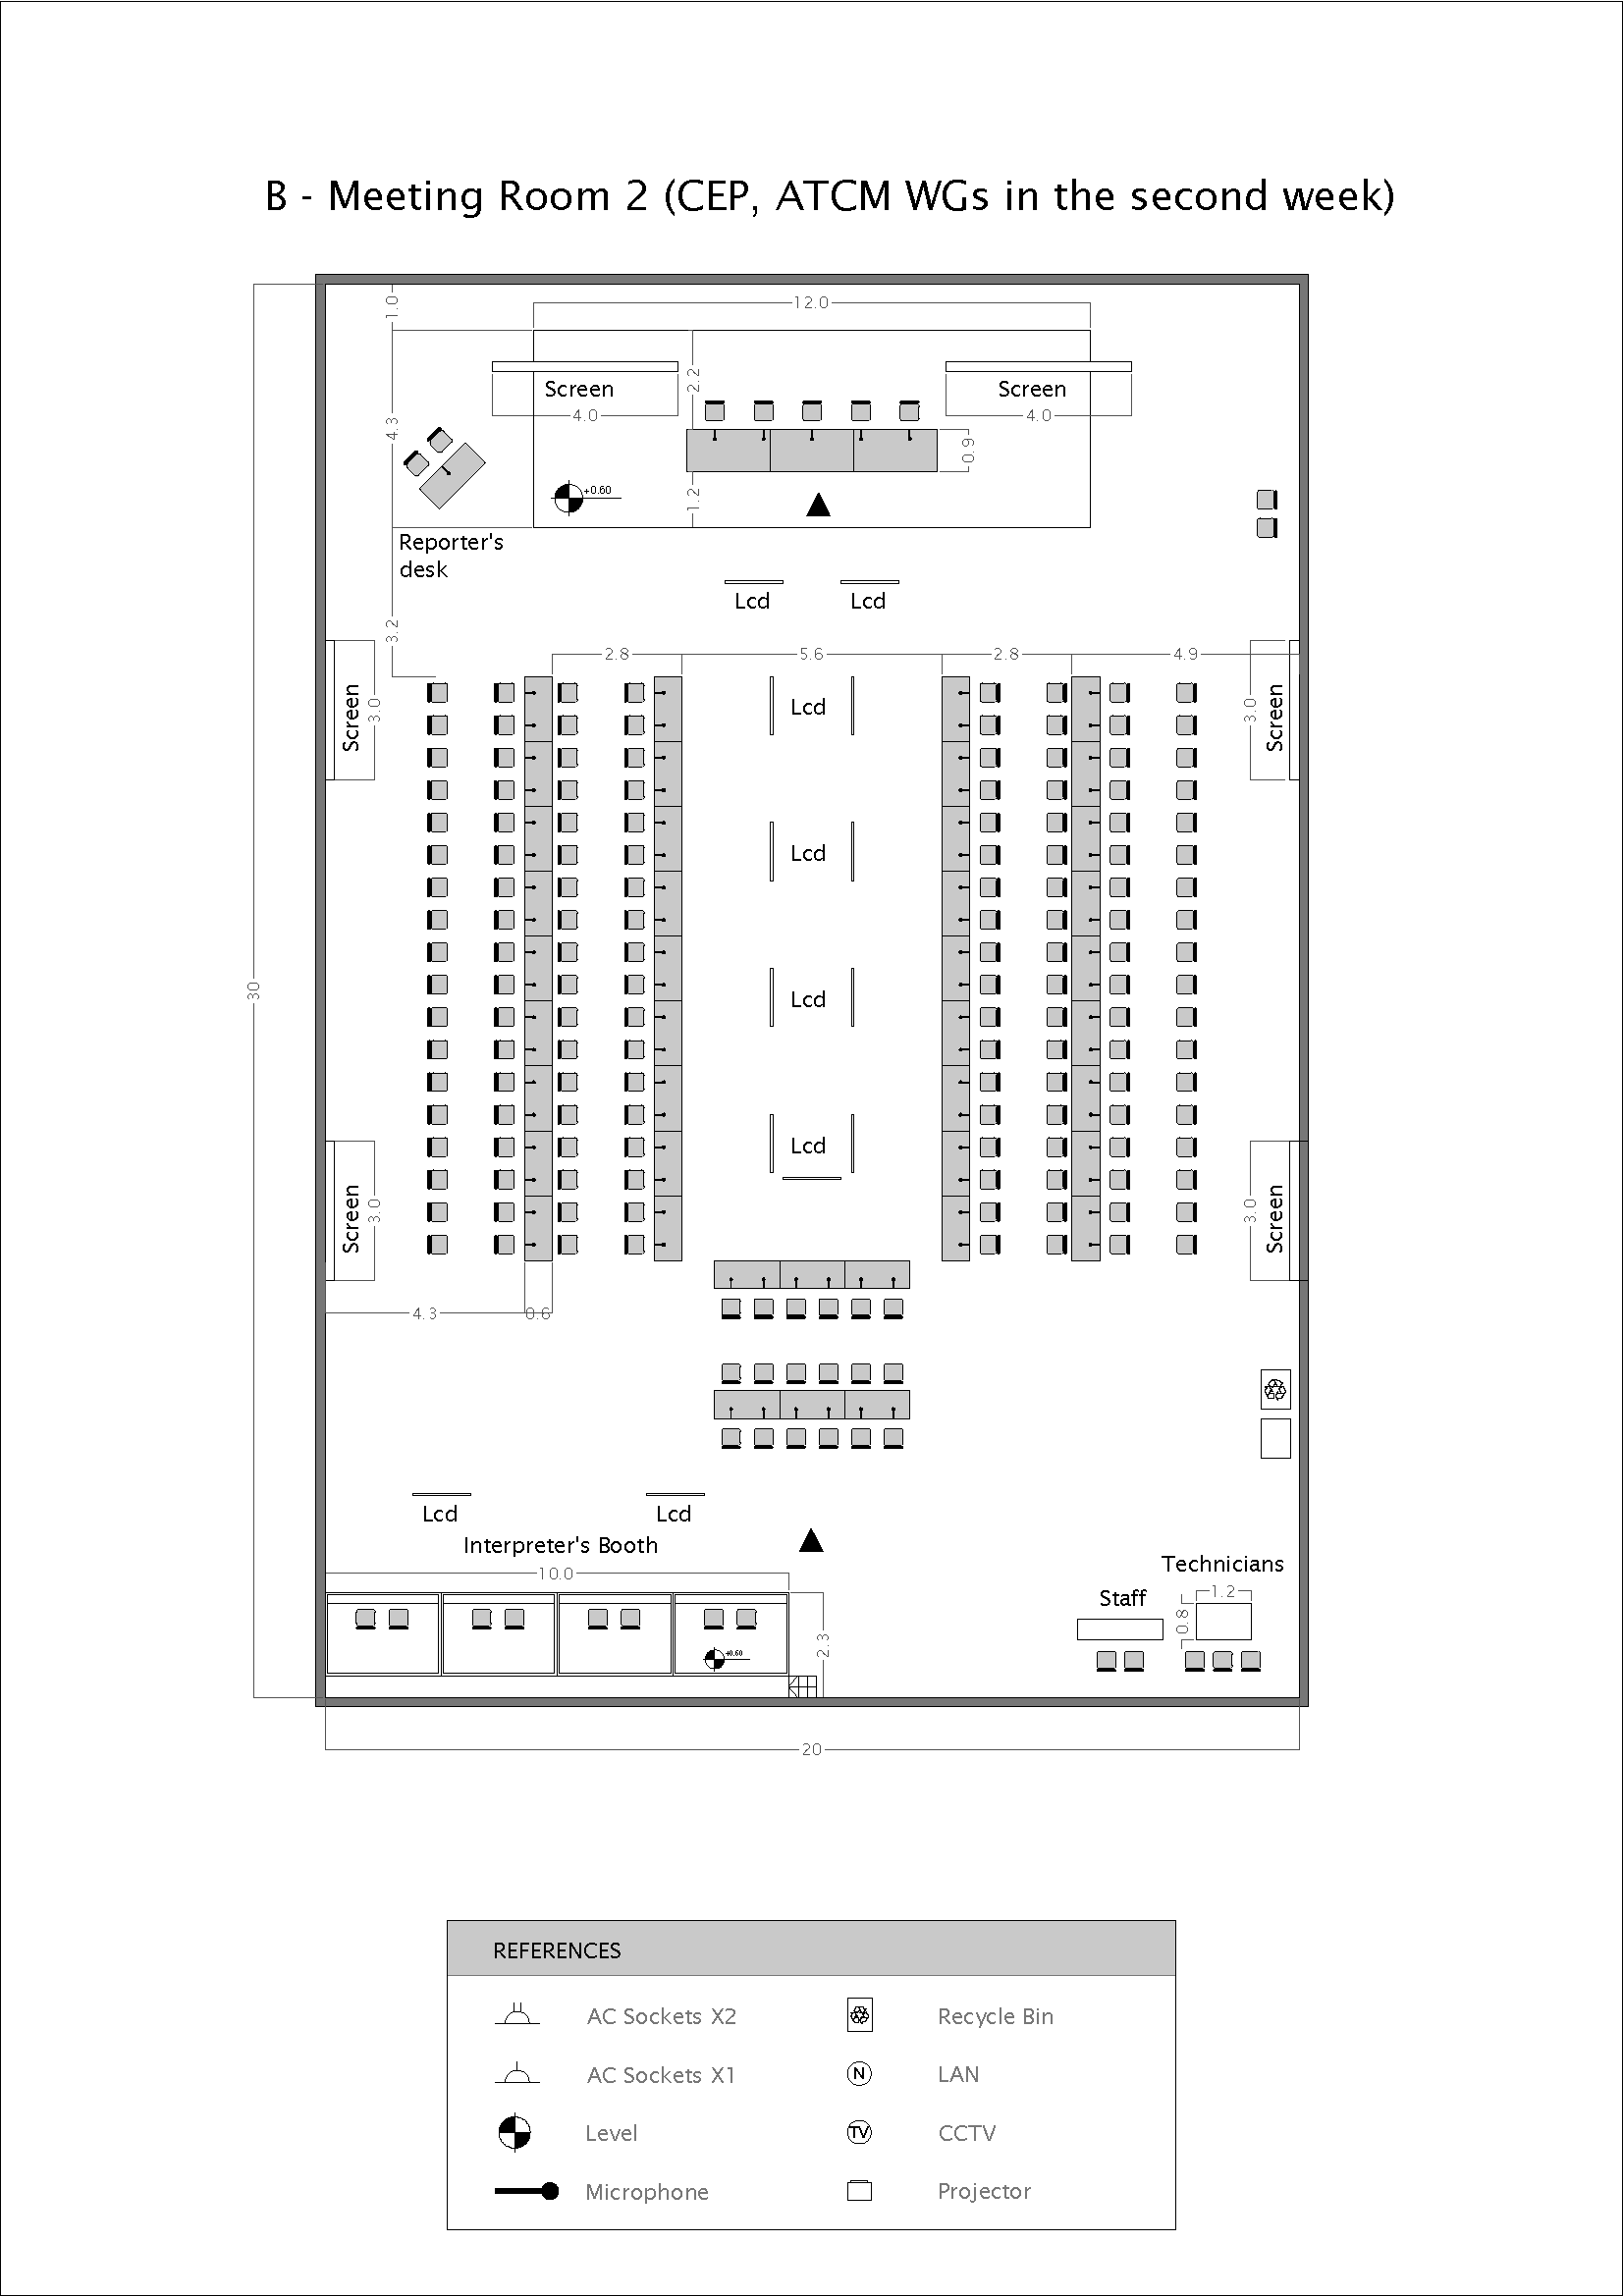 B - Meeting Room 2 (CEP, ATCM WGs in the second week)
1.0
12.0
Screen
Screen
4.0
4.0
2.2
4.3
0.9
+0.60
1.2
Reporter's
desk
Lcd
Lcd
3.2
2.8
5.6
2.8
4.9
Screen
3.0
Lcd
3.0
Screen
Lcd
30
Lcd
Lcd
Screen
3.0
3.0
Screen
4.3
0.6
Lcd
Lcd
Interpreter's Booth
10.0
Technicians
Staff
1.2
0.8
2.3
+0.60
20
REFERENCES
AC Sockets X2
Recycle Bin
AC Sockets X1
N
LAN
Level
TV
CCTV
Microphone
Projector